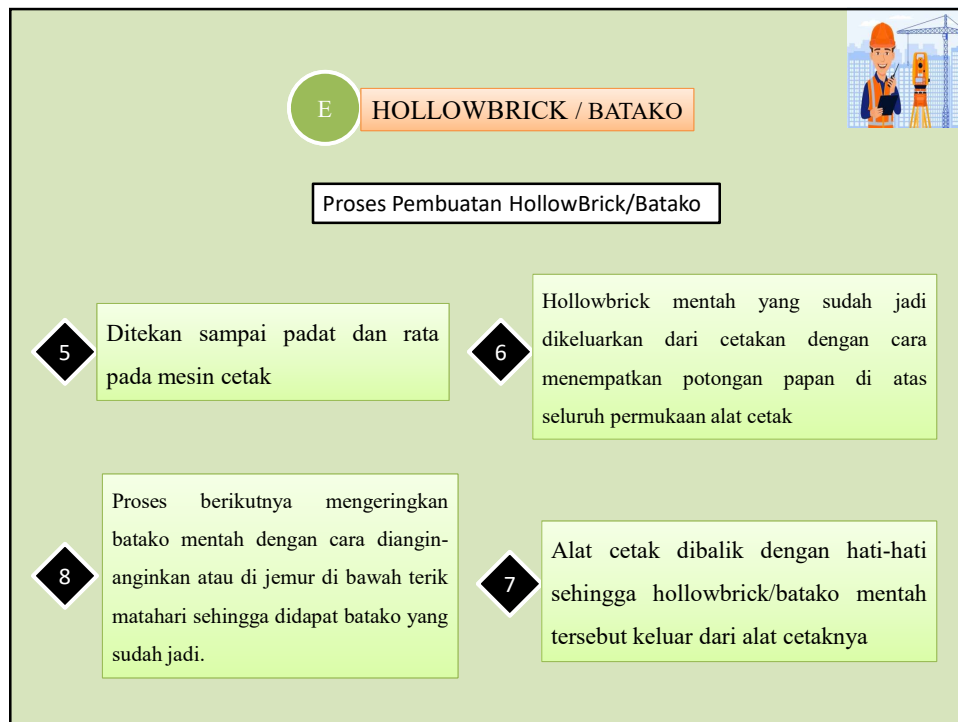 E
HOLLOWBRICK / BATAKO
Proses Pembuatan HollowBrick/Batako
5
Ditekan sampai padat dan rata
pada mesin cetak
6
Hollowbrick mentah yang sudah jadi
dikeluarkan dari cetakan dengan cara
menempatkan potongan papan di atas
seluruh permukaan alat cetak
7
Alat cetak dibalik dengan hati-hati
sehingga hollowbrick/batako mentah
tersebut keluar dari alat cetaknya
8
Proses berikutnya mengeringkan
batako mentah dengan cara diangin-
anginkan atau di jemur di bawah terik
matahari sehingga didapat batako yang
sudah jadi.